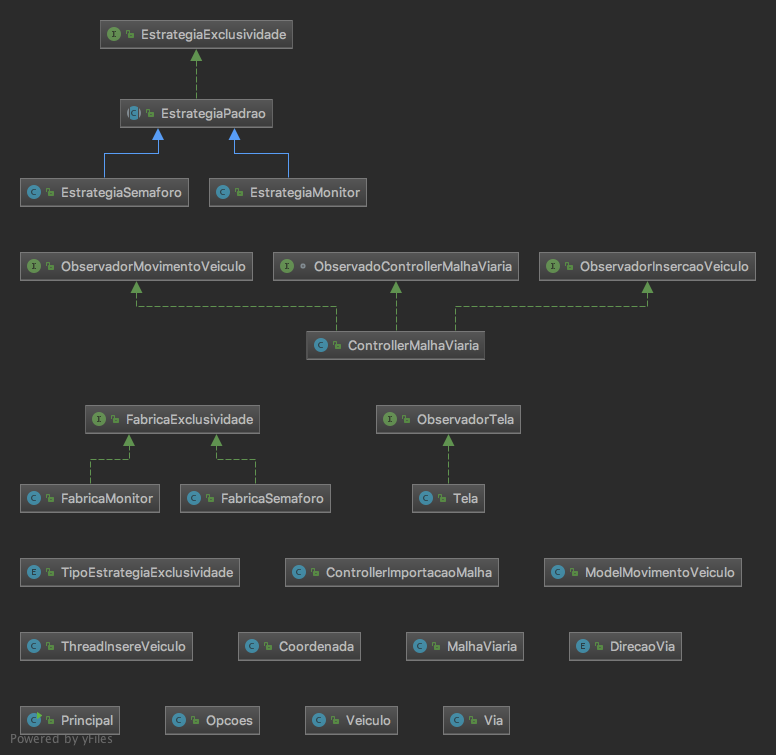 EstrategiaExclusividade
EstrategiaPadrao
EstrategiaSemaforo
EstrategiaMonitor
ObservadorMovimentoVeiculo
ObservadoControllerMalhaViaria
ObservadorInsercaoVeiculo
ControllerMalhaViaria
FabricaExclusividade
ObservadorTela
FabricaMonitor
FabricaSemaforo
Tela
TipoEstrategiaExclusividade
ControllerImportacaoMalha
ModelMovimentoVeiculo
ThreadInsereVeiculo
Coordenada
MalhaViaria
DirecaoVia
Principal
Opcoes
Veiculo
Via
Powered by yFiles